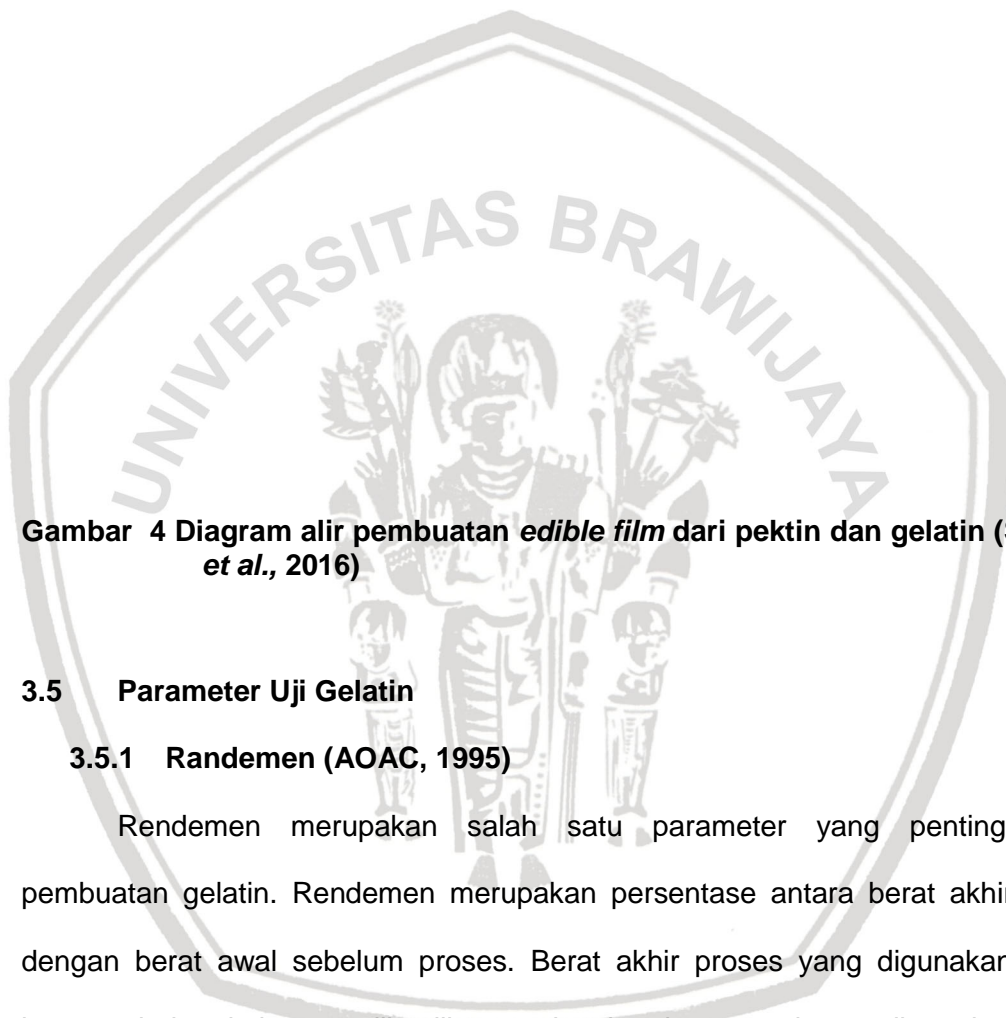 UNIVERSITAS BRAWIJAYA
Gambar 4 Diagram alir pembuatan edible film dari pektin dan gelatin
et al., 2016)
3.5 Parameter Uji Gelatin
3.5.1 Randemen (AOAC, 1995)
Rendemen merupakan salah satu parameter yang penting
pembuatan gelatin. Rendemen merupakan persentase antara berat akhir
dengan berat awal sebelum proses. Berat akhir proses yang digunakan